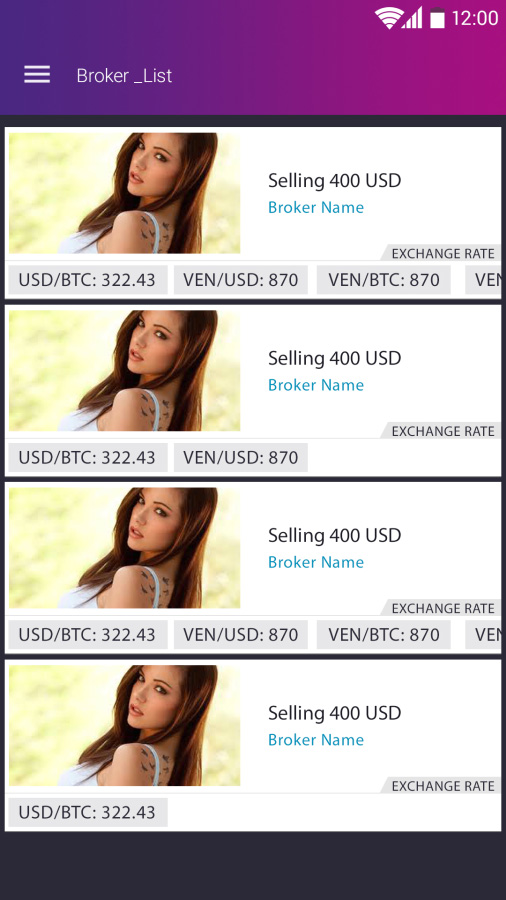 12:00
Broker _List
Selling 400 USD
Broker Name
EXCHANGE RATE
USD/BTC: 322.43 VEN/USD: 870 VEN/BTC: 870 VEN
Selling 400 USD
Broker Name
EXCHANGE RATE
USD/BTC: 322.43 VEN/USD: 870
Selling 400 USD
Broker Name
EXCHANGE RATE
USD/BTC: 322.43 VEN/USD: 870 VEN/BTC: 870 VEN
Selling 400 USD
Broker Name
EXCHANGE RATE
USD/BTC: 322.43